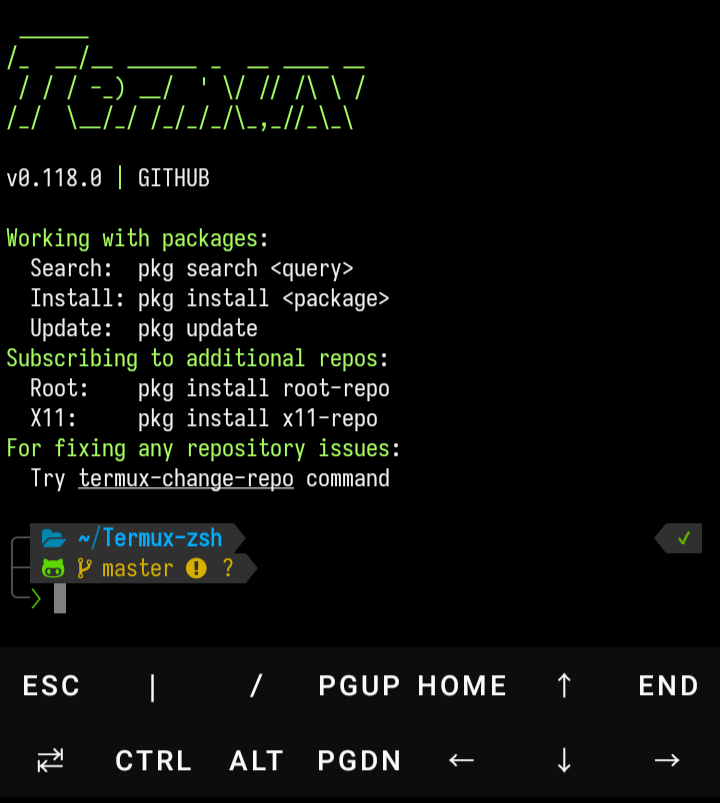 Termux
v0.118.0 | GITHUB
Working with packages:
Search: pkg search <query>
Install: pkg install <package>
Update: pkg update
Subscribing to additional repos:
Root: pkg install root-repo
X11: pkg install x11-repo
For fixing any repository issues:
Try termux-change-repo command
~/Termux-zsh ✓
master ! ?
>
ESC | / PGUP HOME ↑ END
⇄ CTRL ALT PGDN ← ↓ →